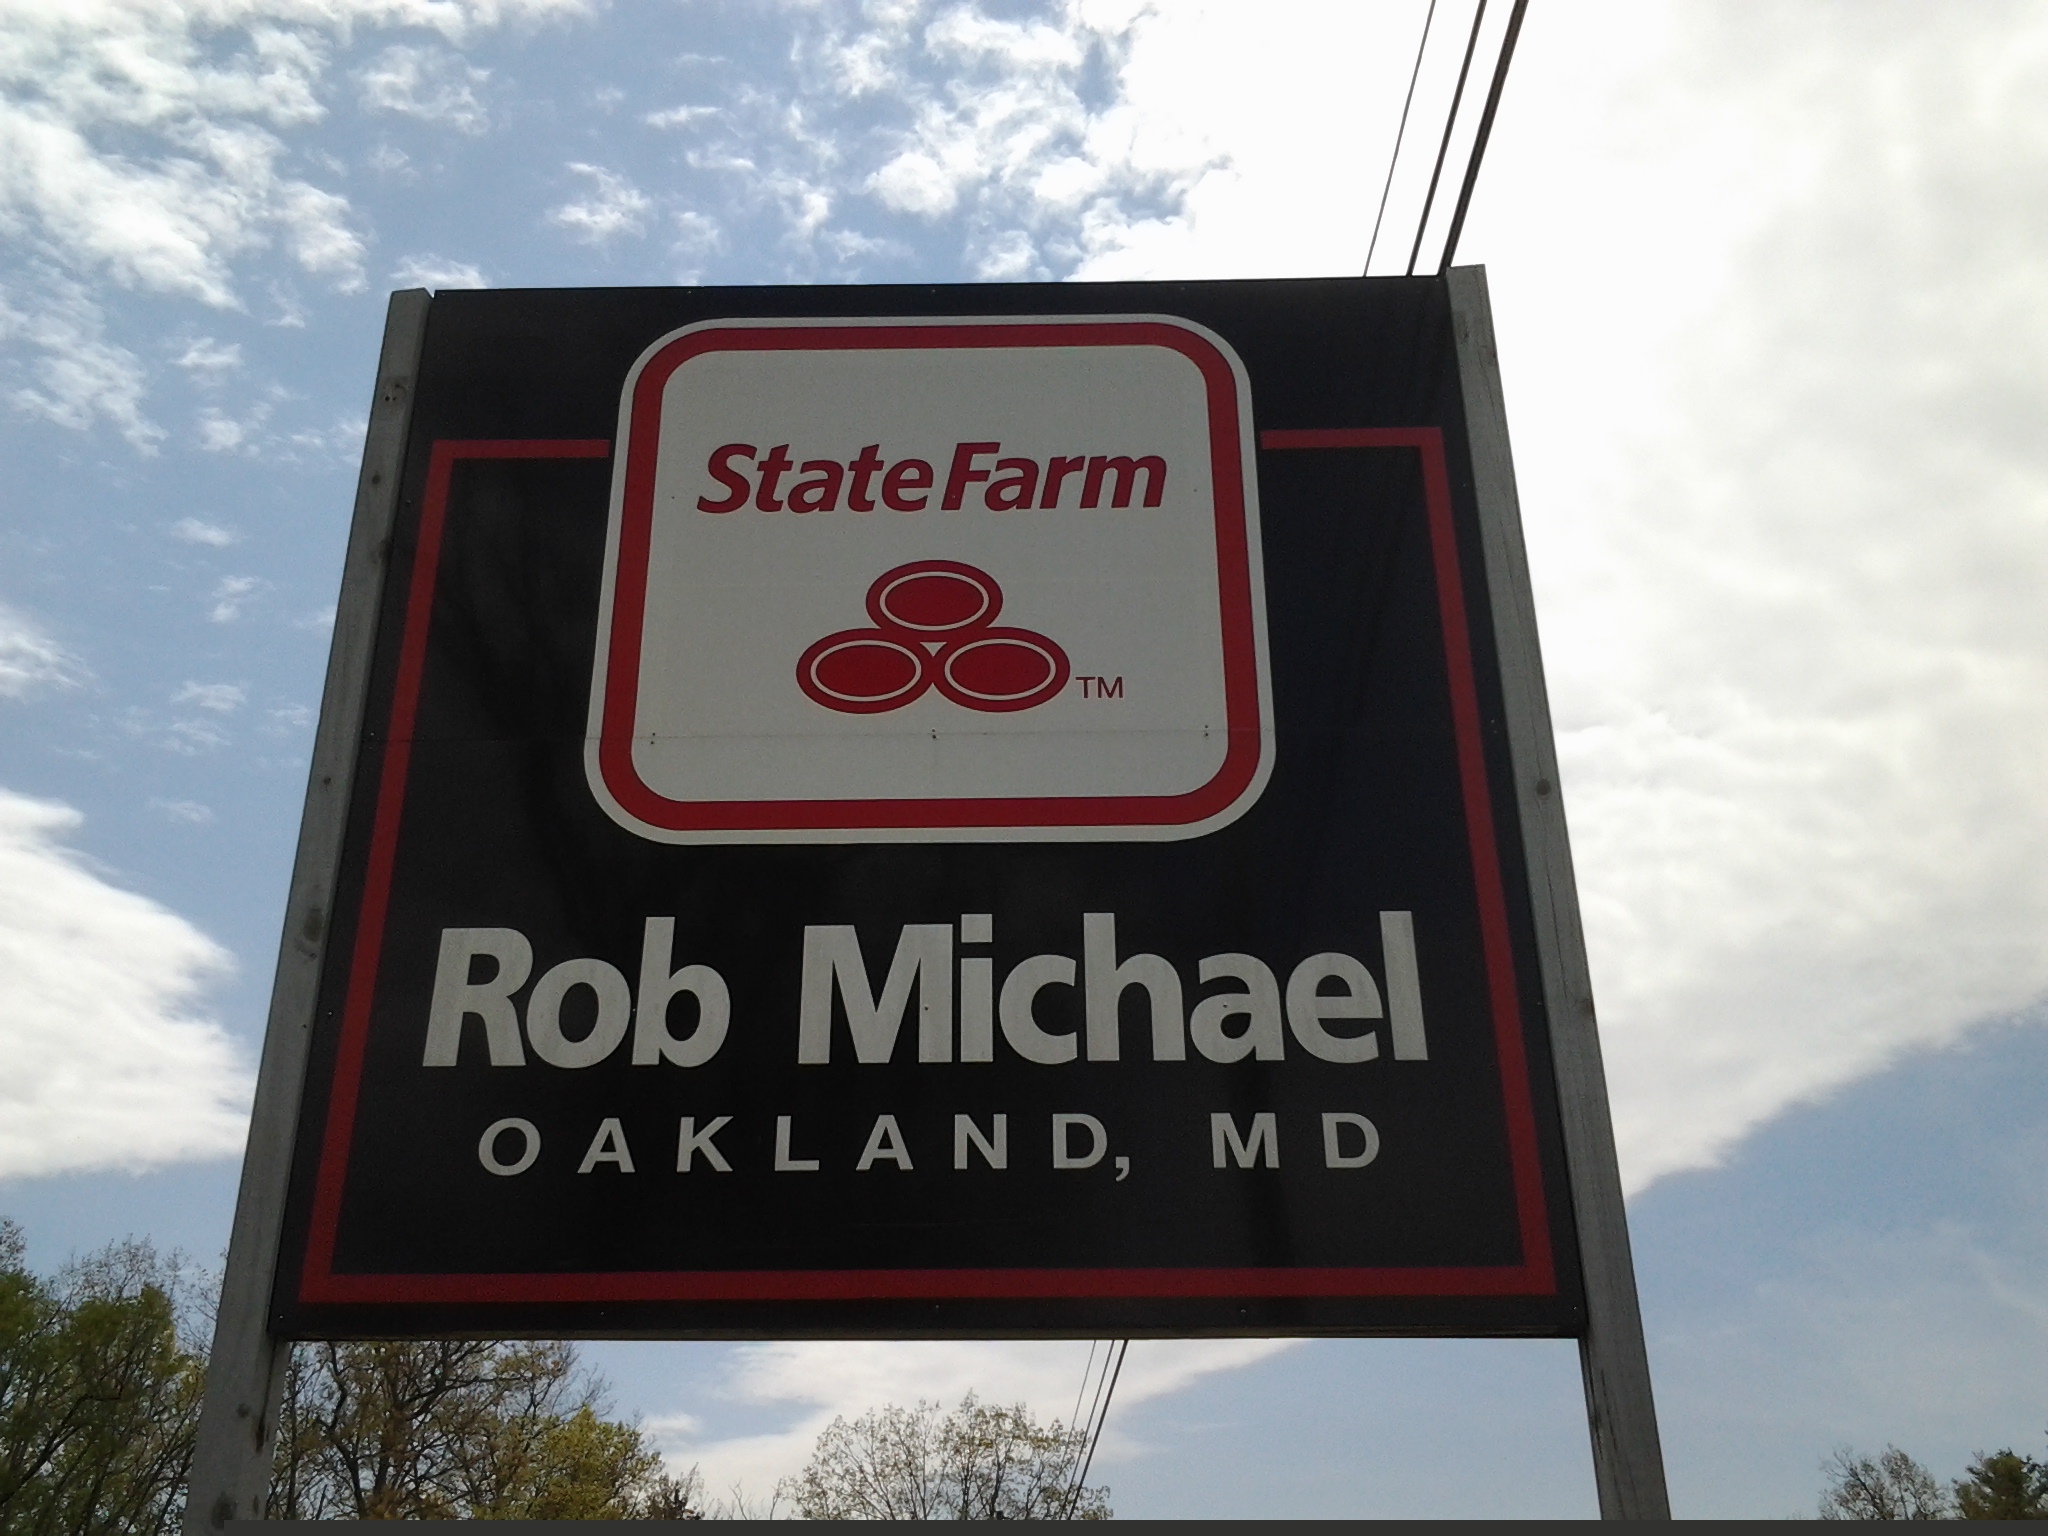 State Farm
TM
Rob Michael
OAKLAND, MD